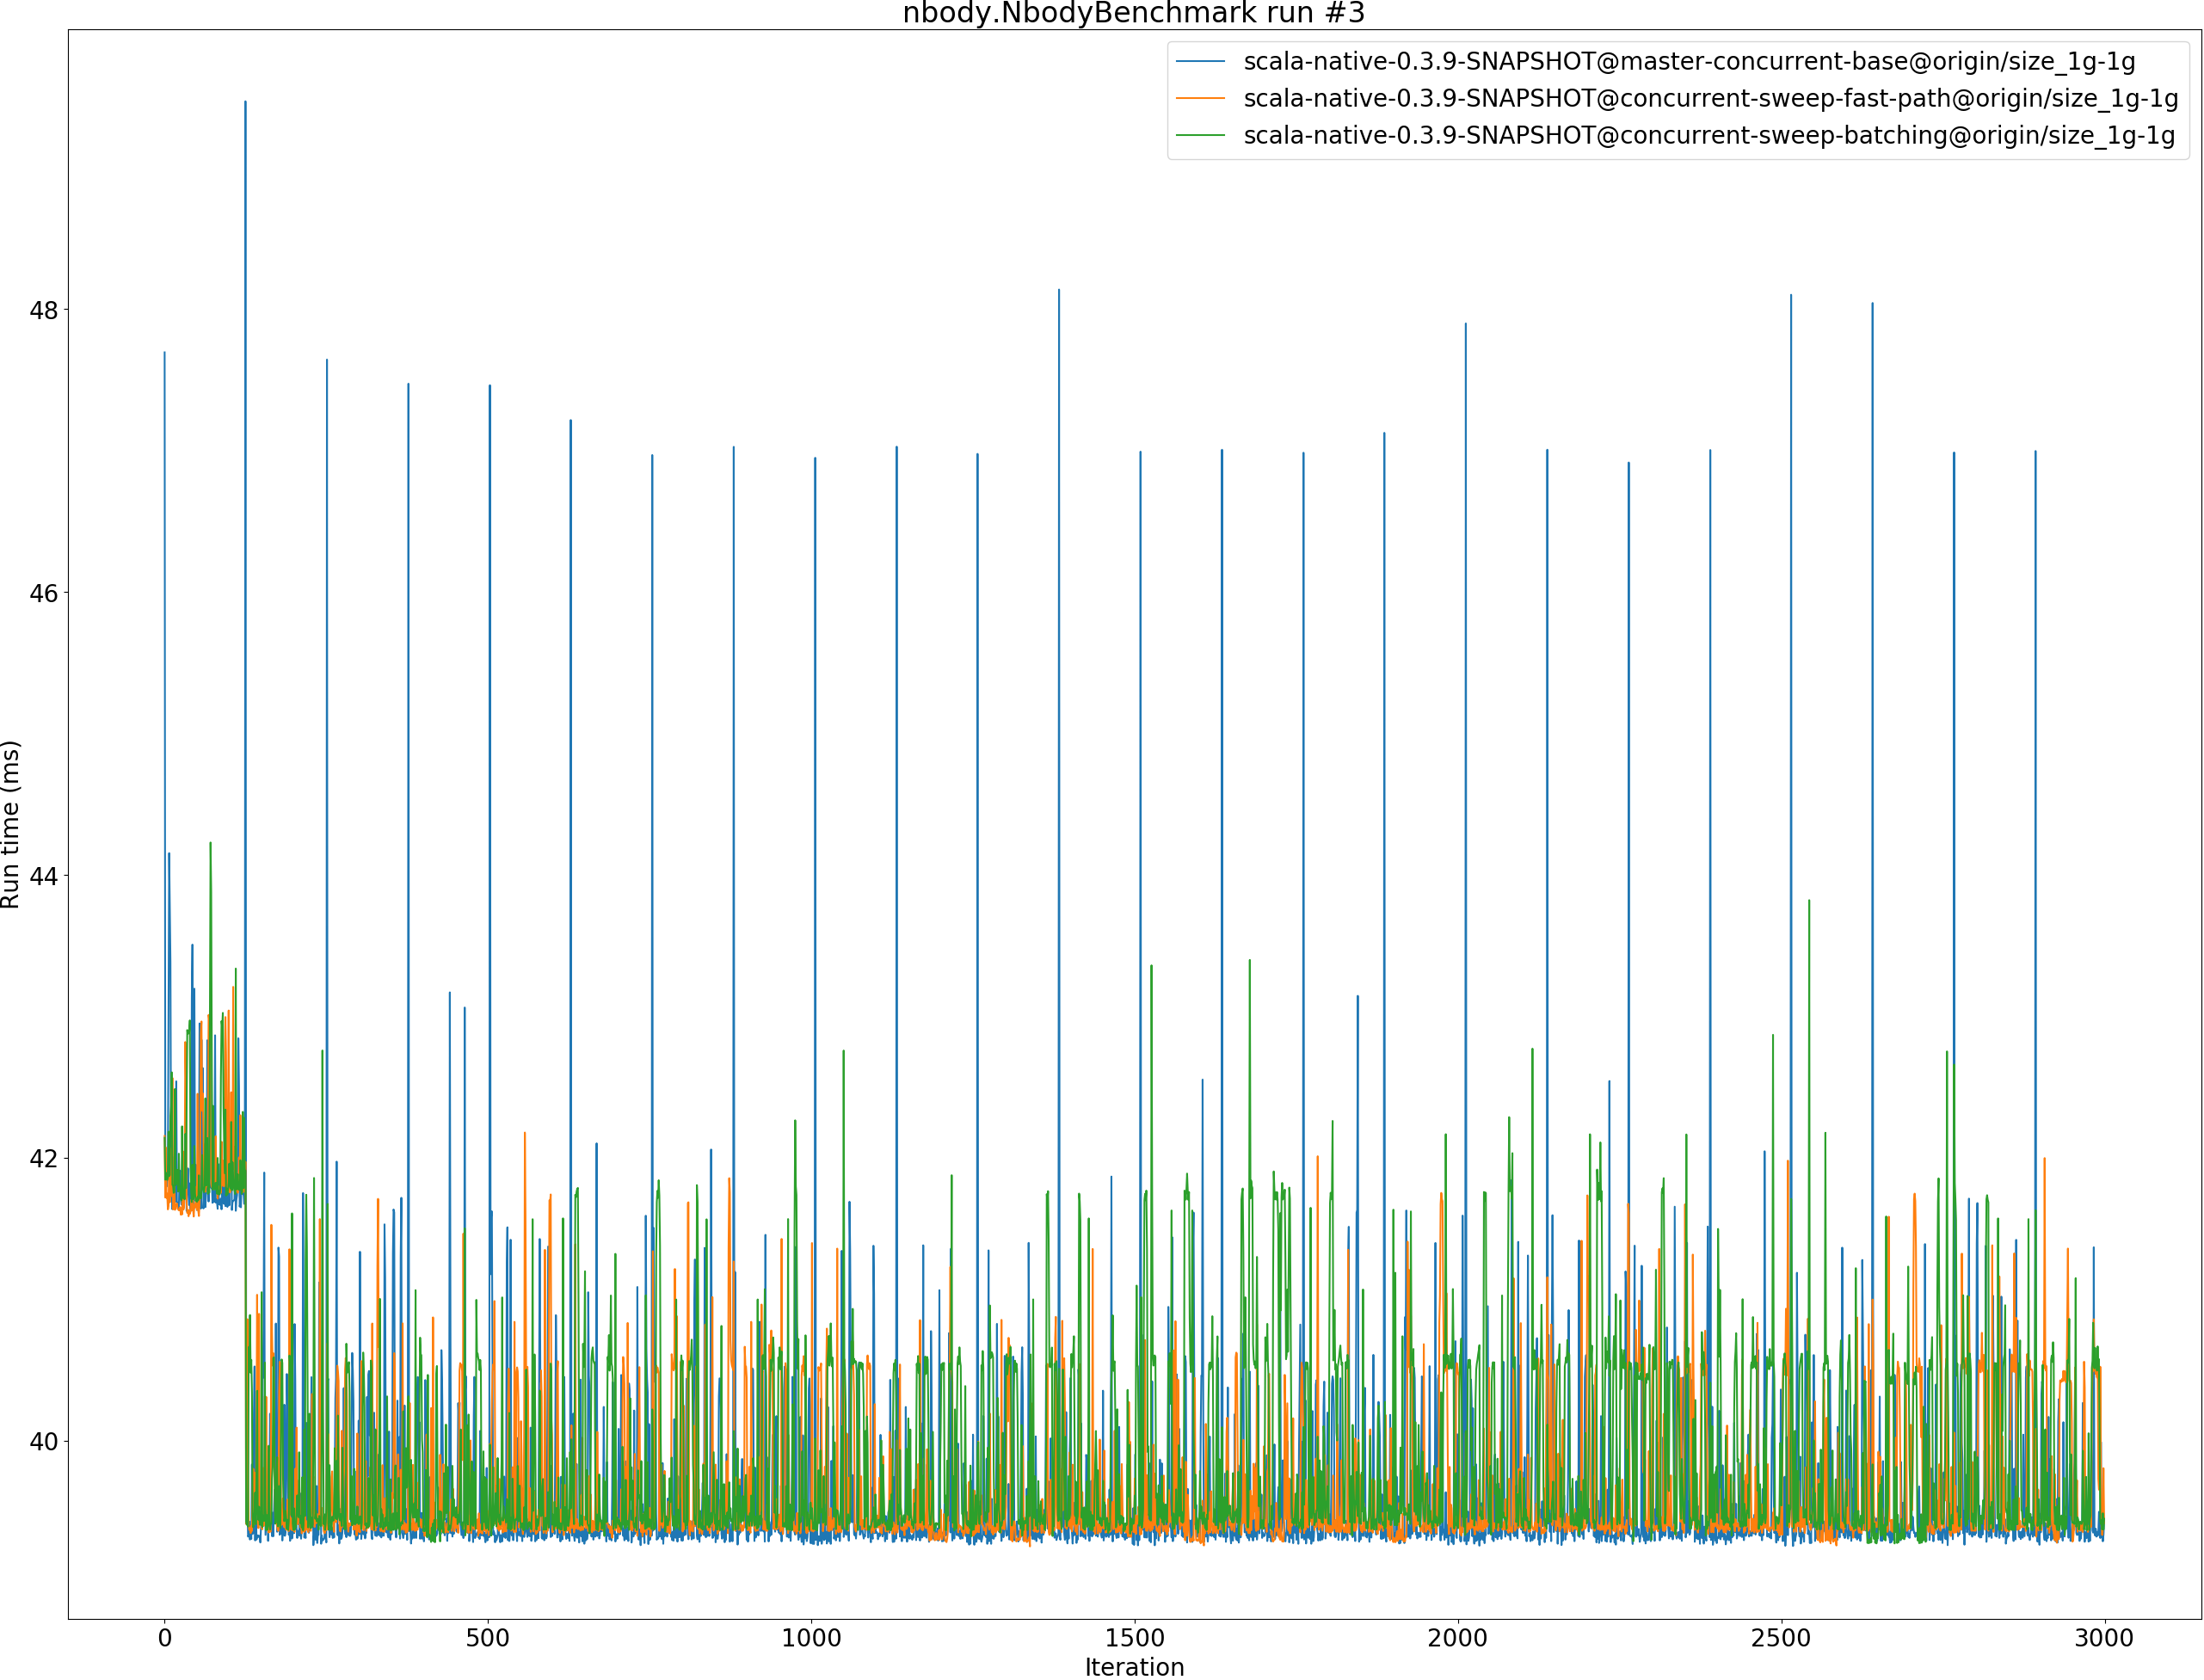 nbody.NbodyBenchmark run #3
scala-native-0.3.9-SNAPSHOT@master-concurrent-base@origin/size_1g-1g
scala-native-0.3.9-SNAPSHOT@concurrent-sweep-fast-path@origin/size_1g-1g
scala-native-0.3.9-SNAPSHOT@concurrent-sweep-batching@origin/size_1g-1g
48
46
44
42
40
Run time (ms)
0 500 1000 1500 2000 2500 3000
Iteration